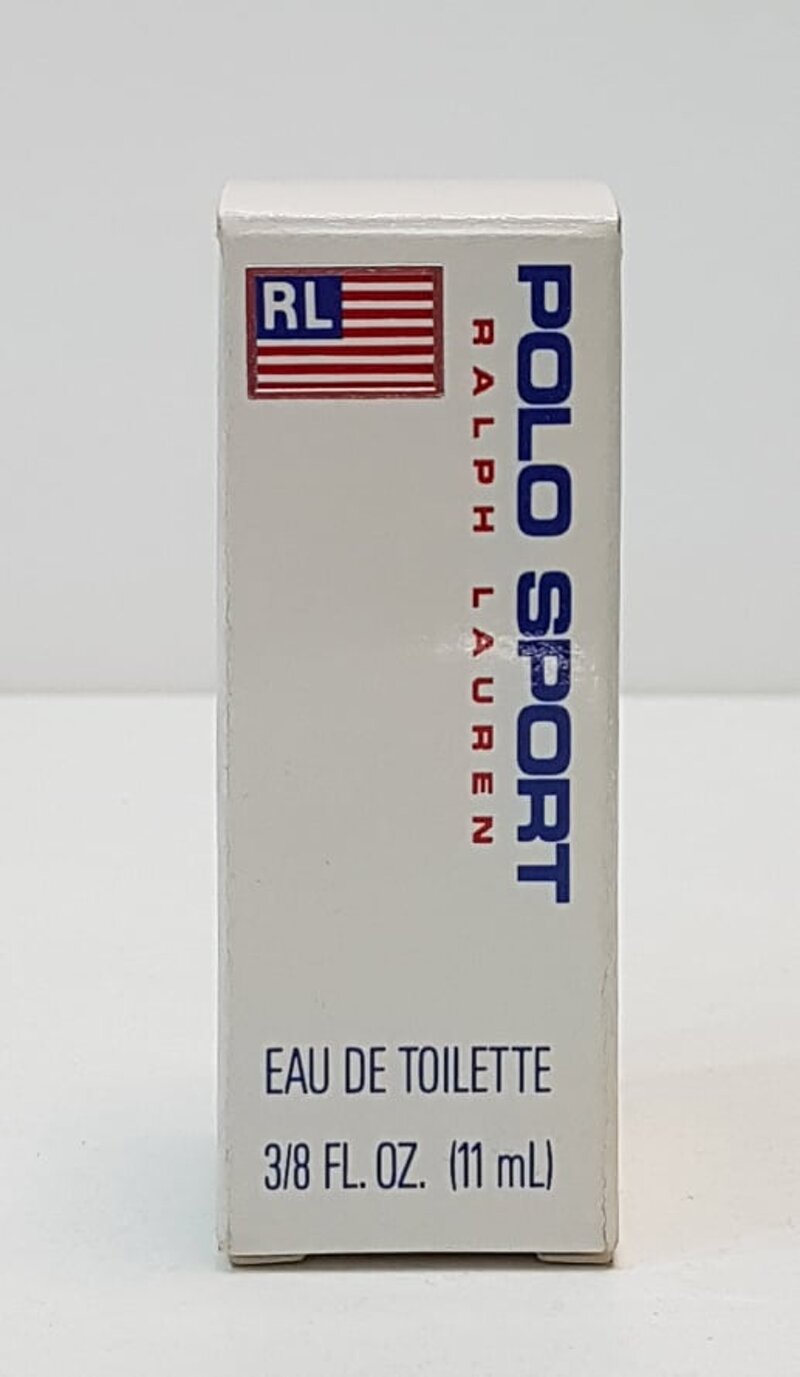 RL
POLO SPORT
RALPH LAUREN
EAU DE TOILETTE
3/8 FL. OZ. (11 mL)